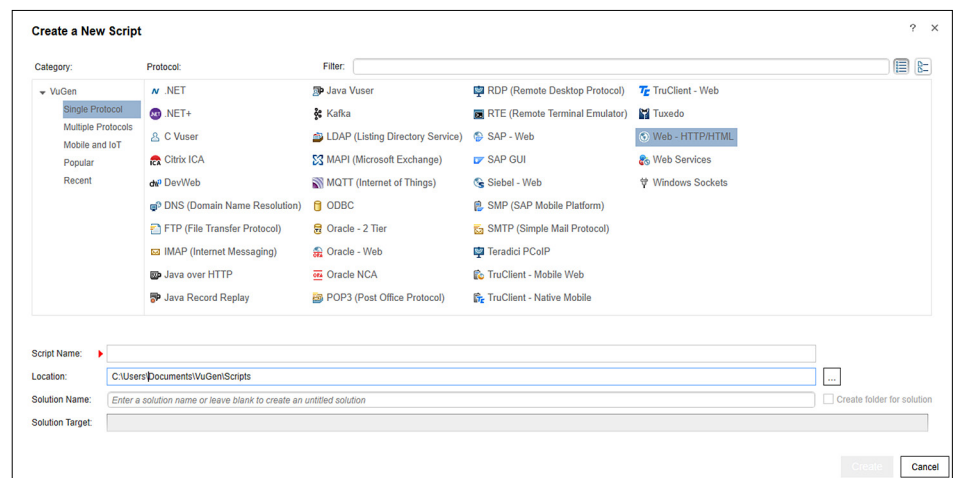 Create a New Script
Category:
Protocol:
Filter:
VuGen
Single Protocol
Multiple Protocols
Mobile and IoT
Popular
Recent
.NET
.NET+
C Vuser
Citrix ICA
DevWeb
DNS (Domain Name Resolution)
FTP (File Transfer Protocol)
IMAP (Internet Messaging)
Java over HTTP
Java Record Replay
Java Vuser
Kafka
LDAP (Listing Directory Service)
MAPI (Microsoft Exchange)
MQTT (Internet of Things)
ODBC
Oracle - 2 Tier
Oracle - Web
Oracle NCA
POP3 (Post Office Protocol)
RDP (Remote Desktop Protocol)
RTE (Remote Terminal Emulator)
SAP - Web
SAP GUI
Siebel - Web
SMP (SAP Mobile Platform)
SMTP (Simple Mail Protocol)
Teradici PCoIP
TruClient - Mobile Web
TruClient - Native Mobile
TruClient - Web
Tuxedo
Web - HTTP/HTML
Web Services
Windows Sockets
Script Name:
Location: C:\Users\Documents\VuGen\Scripts ...
Solution Name: Enter a solution name or leave blank to create an untitled solution Create folder for solution
Solution Target:
Create Cancel